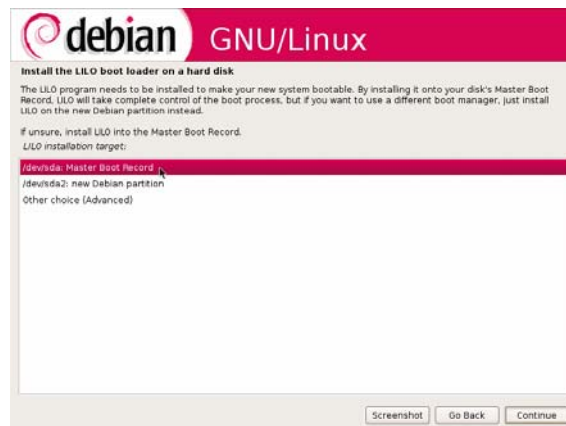 debian GNU/Linux
Install the LILO boot loader on a hard disk
The LILO program needs to be installed to make your new system bootable. By installing it onto your disk's Master Boot
Record, LILO will take complete control of the boot process, but if you want to use a different boot manager, just install
LILO on the new Debian partition instead.
If unsure, install LILO into the Master Boot Record.
LILO installation target:
/dev/sda: Master Boot Record
/dev/sda2: new Debian partition
Other choice (Advanced)
Screenshot Go Back Continue